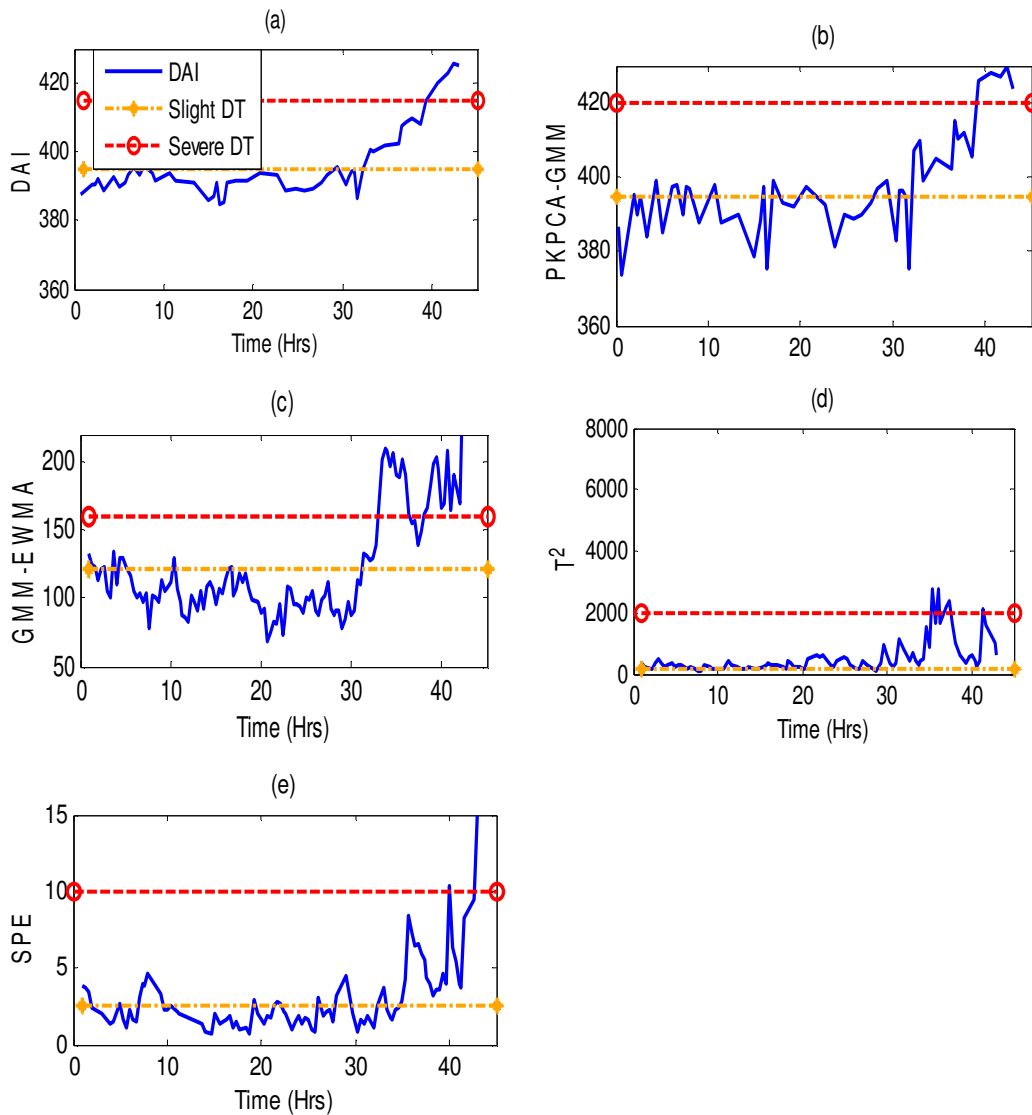 (a)
DAI
420
400
380
360
0 10 20 30 40
Time (Hrs)
DAI
Slight DT
Severe DT
(b)
PKPCA-GMM
420
400
380
360
0 10 20 30 40
(c)
GMM-EWMA
200
150
100
50
0 10 20 30 40
Time (Hrs)
(d)
T²
8000
6000
4000
2000
0
0 10 20 30 40
Time (Hrs)
(e)
SPE
15
10
5
0
0 10 20 30 40
Time (Hrs)